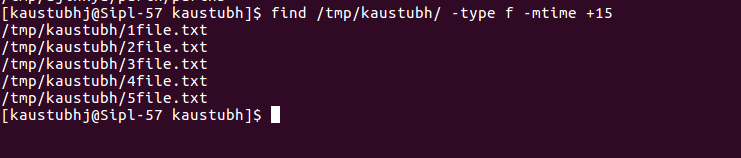 [kaustubhj@Sipl-57 kaustubh]$ find /tmp/kaustubh/ -type f -mtime +15
/tmp/kaustubh/1file.txt
/tmp/kaustubh/2file.txt
/tmp/kaustubh/3file.txt
/tmp/kaustubh/4file.txt
/tmp/kaustubh/5file.txt
[kaustubhj@Sipl-57 kaustubh]$